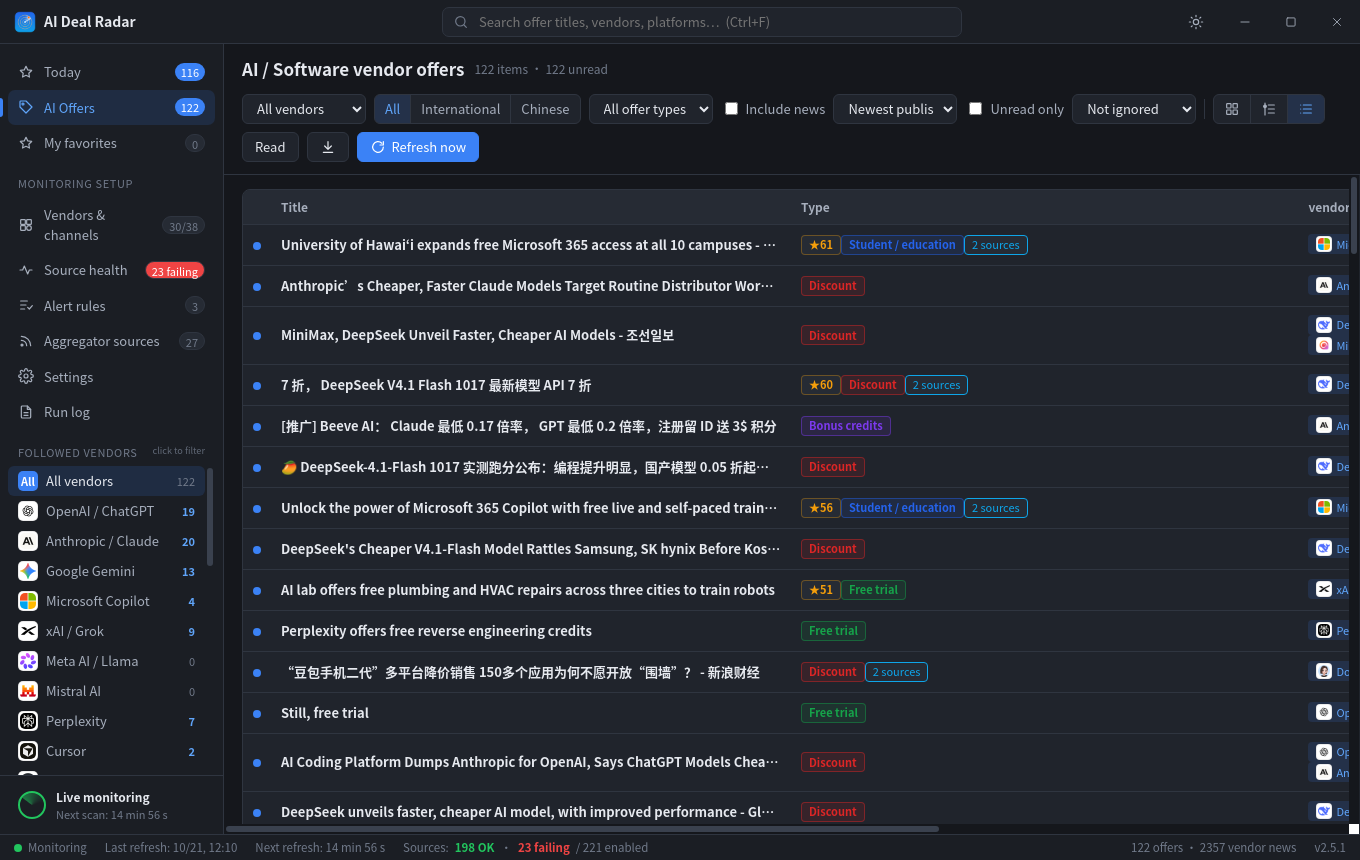 AI Deal Radar
Search offer titles, vendors, platforms… (Ctrl+F)
Today 116
AI Offers 122
My favorites 0
MONITORING SETUP
Vendors & channels 30/38
Source health 23 failing
Alert rules 3
Aggregator sources 27
Settings
Run log
FOLLOWED VENDORS click to filter
All All vendors 122
OpenAI / ChatGPT 19
Anthropic / Claude 20
Google Gemini 13
Microsoft Copilot 4
xAI / Grok 9
Meta AI / Llama 0
Mistral AI 0
Perplexity 7
Cursor 2
Live monitoring
Next scan: 14 min 56 s
AI / Software vendor offers 122 items · 122 unread
All vendors All International Chinese All offer types Include news Newest publis Unread only Not ignored
Read Refresh now
Title Type vendor
University of Hawaiʻi expands free Microsoft 365 access at all 10 campuses - … ★61 Student / education 2 sources Mi
Anthropic’s Cheaper, Faster Claude Models Target Routine Distributor Wor… Discount An
MiniMax, DeepSeek Unveil Faster, Cheaper AI Models - 조선일보 Discount De Mi
7 折， DeepSeek V4.1 Flash 1017 最新模型 API 7 折 ★60 Discount 2 sources De
[推广] Beeve AI： Claude 最低 0.17 倍率， GPT 最低 0.2 倍率，注册留 ID 送 3$ 积分 Bonus credits An
🥭 DeepSeek-4.1-Flash 1017 实测跑分公布：编程提升明显，国产模型 0.05 折起… Discount De
Unlock the power of Microsoft 365 Copilot with free live and self-paced train… ★56 Student / education 2 sources Mi
DeepSeek's Cheaper V4.1-Flash Model Rattles Samsung, SK hynix Before Kos… Discount De
AI lab offers free plumbing and HVAC repairs across three cities to train robots ★51 Free trial xA
Perplexity offers free reverse engineering credits Free trial Pe
“豆包手机二代”多平台降价销售 150多个应用为何不愿开放“围墙”？ - 新浪财经 Discount 2 sources Do
Still, free trial Free trial Op
AI Coding Platform Dumps Anthropic for OpenAI, Says ChatGPT Models Chea… Discount Op An
DeepSeek unveils faster, cheaper AI model, with improved performance - Gl… Discount De
Monitoring Last refresh: 10/21, 12:10 Next refresh: 14 min 56 s Sources: 198 OK · 23 failing / 221 enabled 122 offers · 2357 vendor news v2.5.1